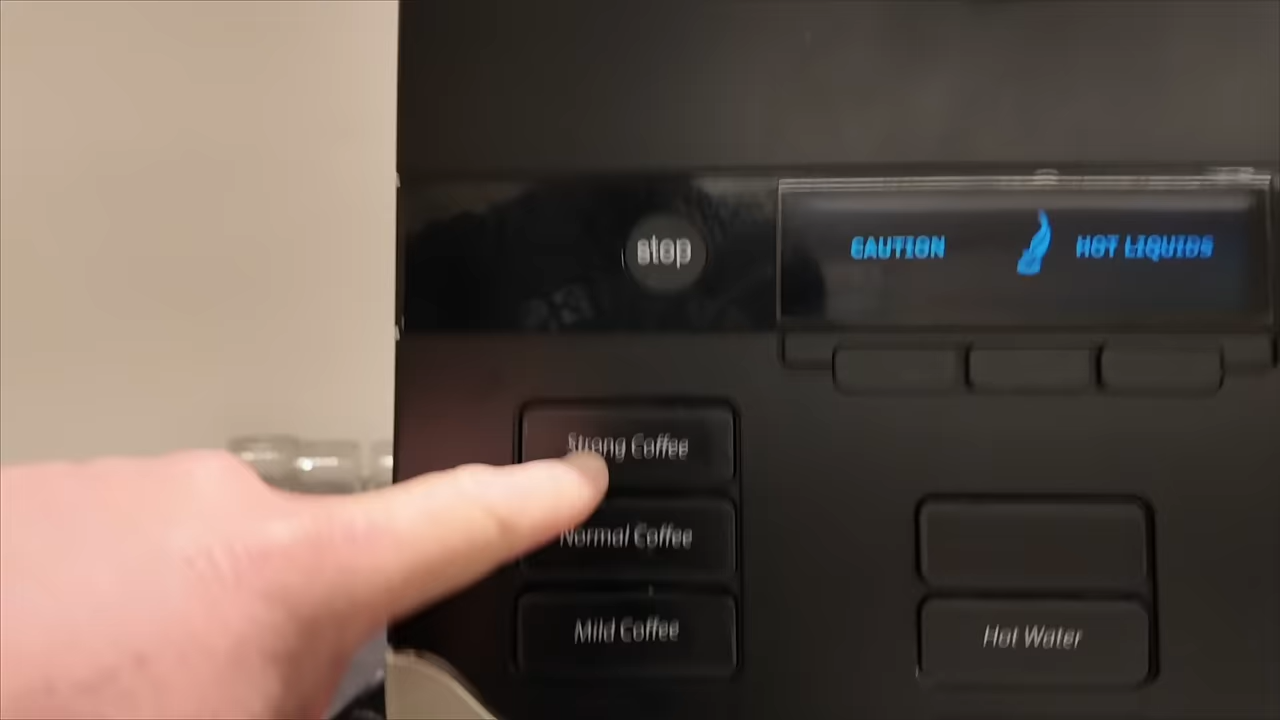 stop
CAUTION HOT LIQUIDS
Strong Coffee
Normal Coffee
Mild Coffee
Hot Water